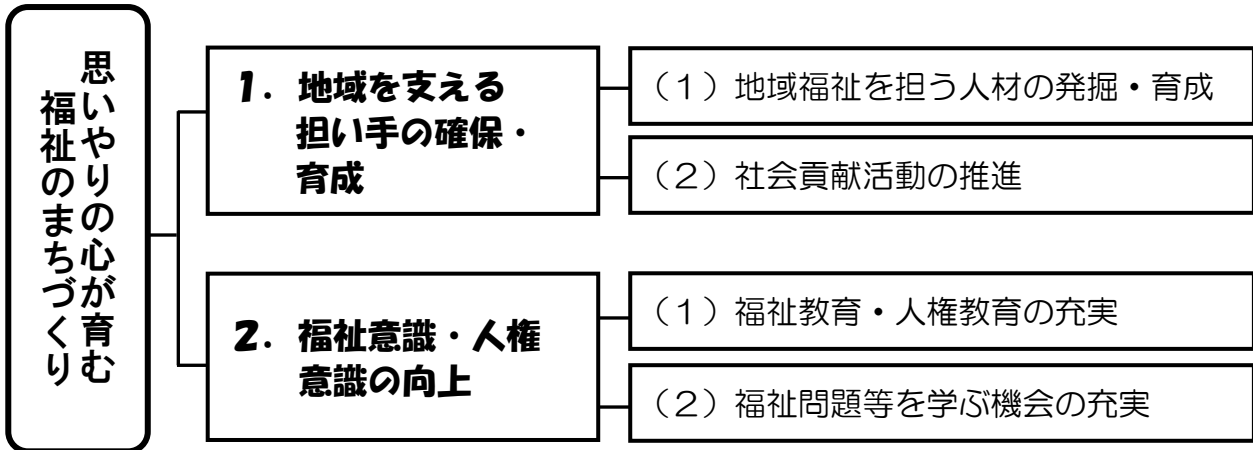 思いやりの心が育む
福祉のまちづくり
1．地域を支える
担い手の確保・
育成
（１）地域福祉を担う人材の発掘・育成
（２）社会貢献活動の推進
2．福祉意識・人権
意識の向上
（１）福祉教育・人権教育の充実
（２）福祉問題等を学ぶ機会の充実